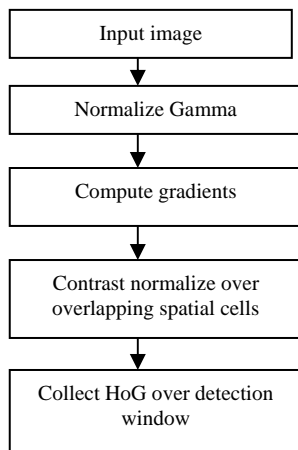 Input image
Normalize Gamma
Compute gradients
Contrast normalize over
overlapping spatial cells
Collect HoG over detection
window